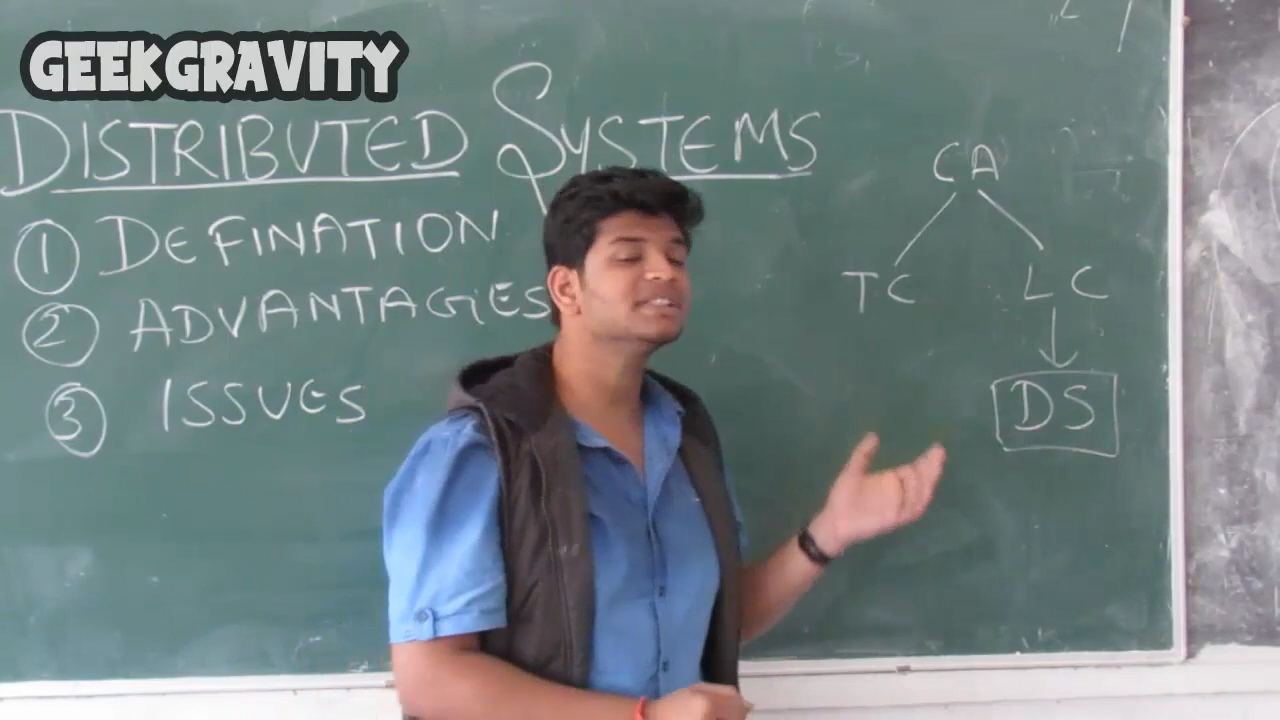 GEEKGRAVITY
DISTRIBUTED SYSTEMS
1 DEFINATION
2 ADVANTAGES
3 ISSUES
CA
TC LC
DS